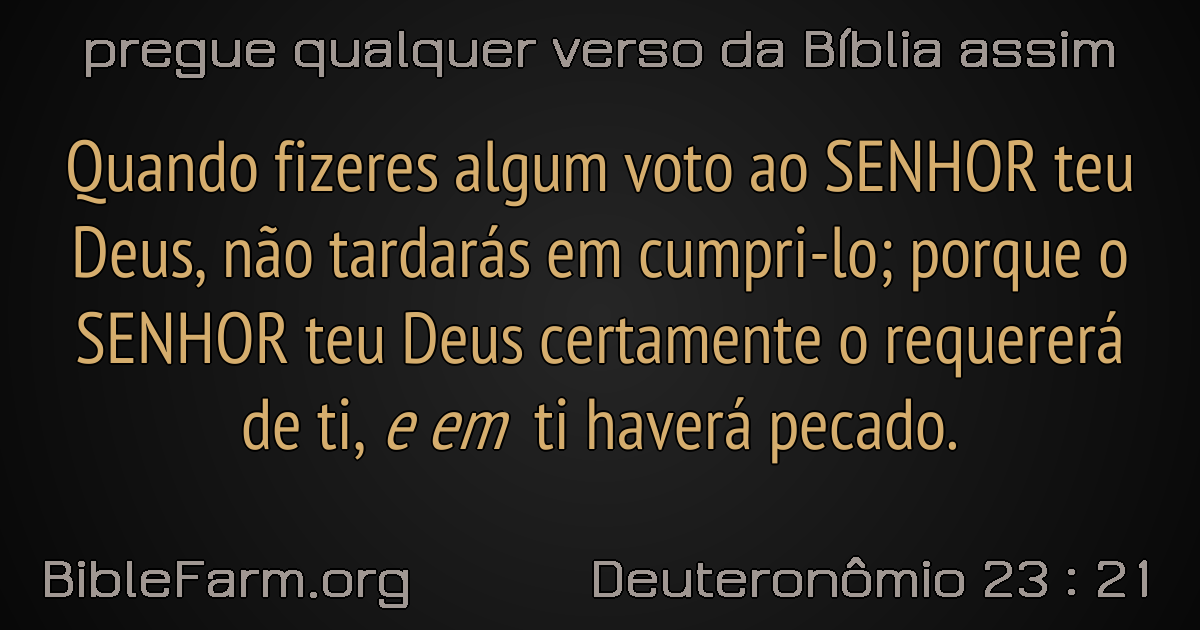 pregue qualquer verso da Bíblia assim
Quando fizeres algum voto ao SENHOR teu
Deus, não tardarás em cumpri-lo; porque o
SENHOR teu Deus certamente o requererá
de ti, e em ti haverá pecado.
BibleFarm.org
Deuteronômio 23 : 21